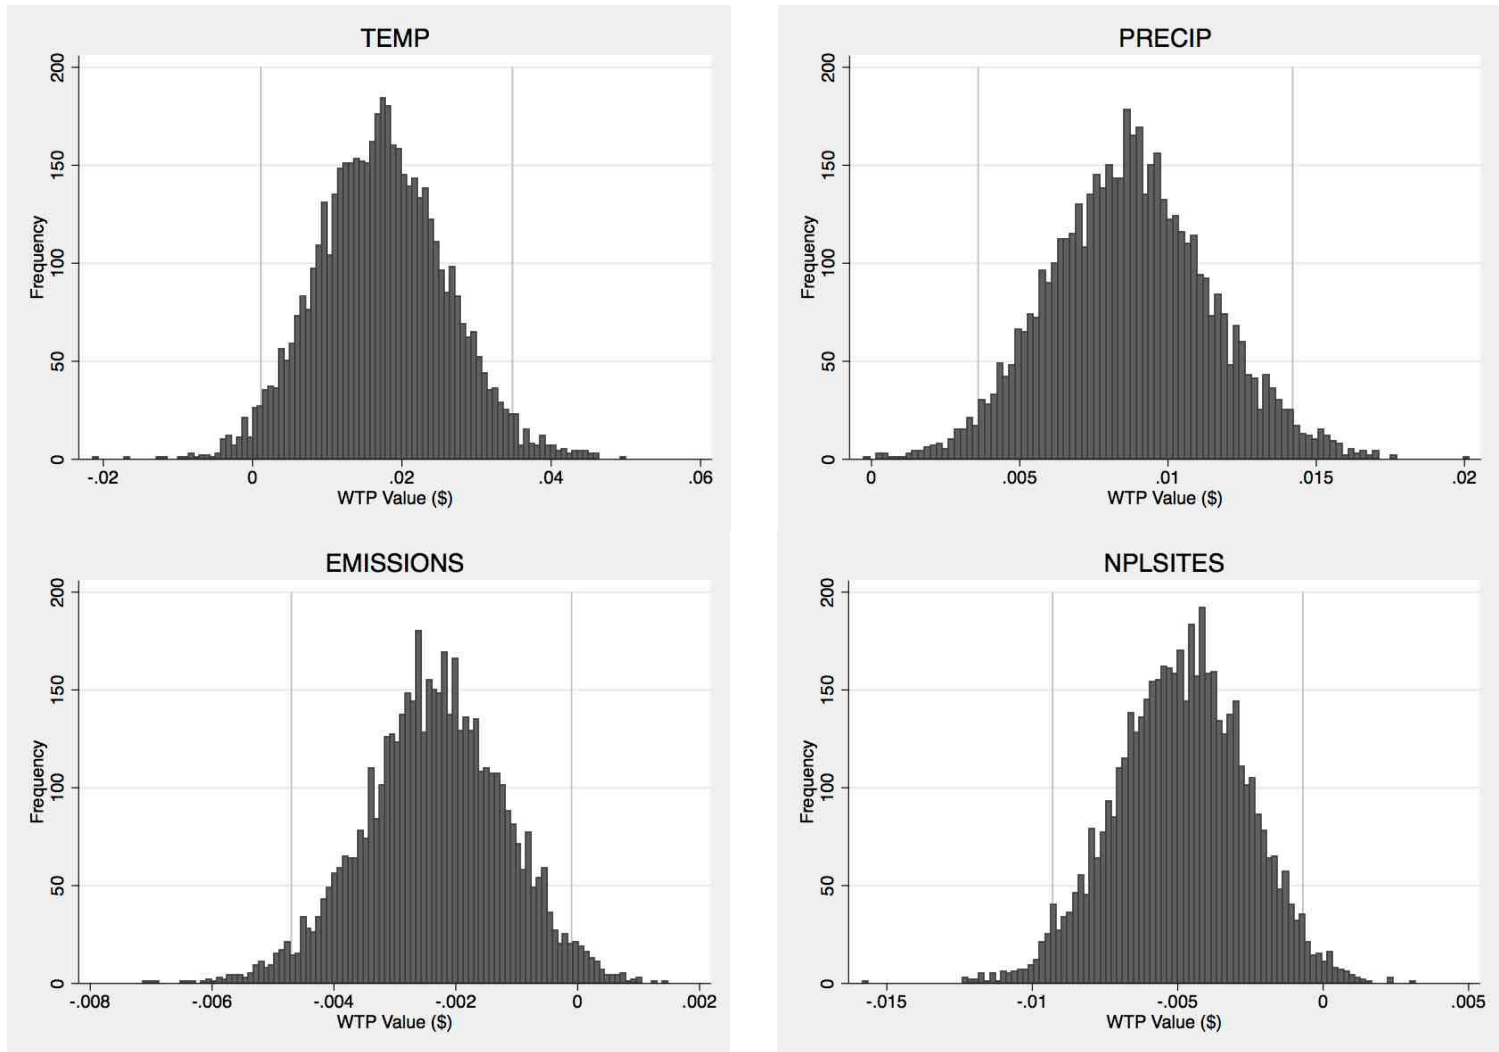 TEMP
200
150
100
50
0
Frequency
-.02 0 .02 .04 .06
WTP Value ($)
PRECIP
200
150
100
50
0
Frequency
0 .005 .01 .015 .02
WTP Value ($)
EMISSIONS
200
150
100
50
0
Frequency
-.008 -.006 -.004 -.002 0 .002
WTP Value ($)
NPLSITES
200
150
100
50
0
Frequency
-.015 -.01 -.005 0 .005
WTP Value ($)